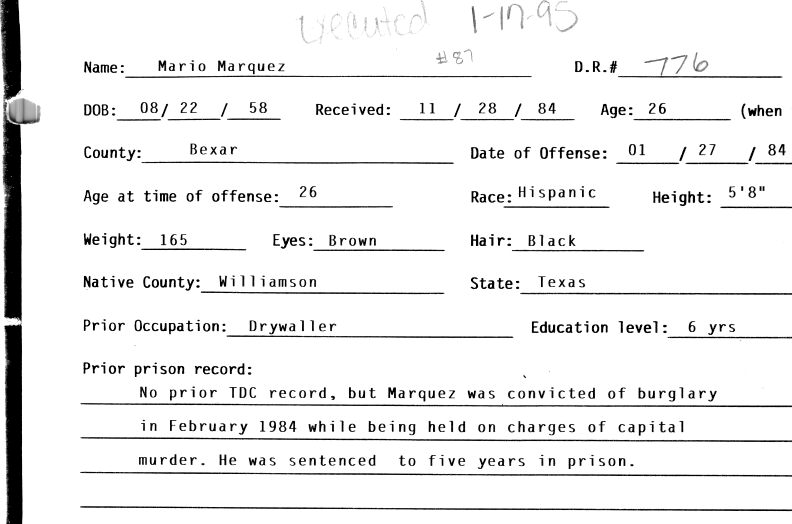 executed 1-17-95
#87
Name: Mario Marquez D.R.# 776
DOB: 08/ 22 / 58 Received: 11 / 28 / 84 Age: 26 (when
County: Bexar Date of Offense: 01 / 27 / 84
Age at time of offense: 26 Race: Hispanic Height: 5'8"
Weight: 165 Eyes: Brown Hair: Black
Native County: Williamson State: Texas
Prior Occupation: Drywaller Education level: 6 yrs
Prior prison record:
No prior TDC record, but Marquez was convicted of burglary
in February 1984 while being held on charges of capital
murder. He was sentenced to five years in prison.